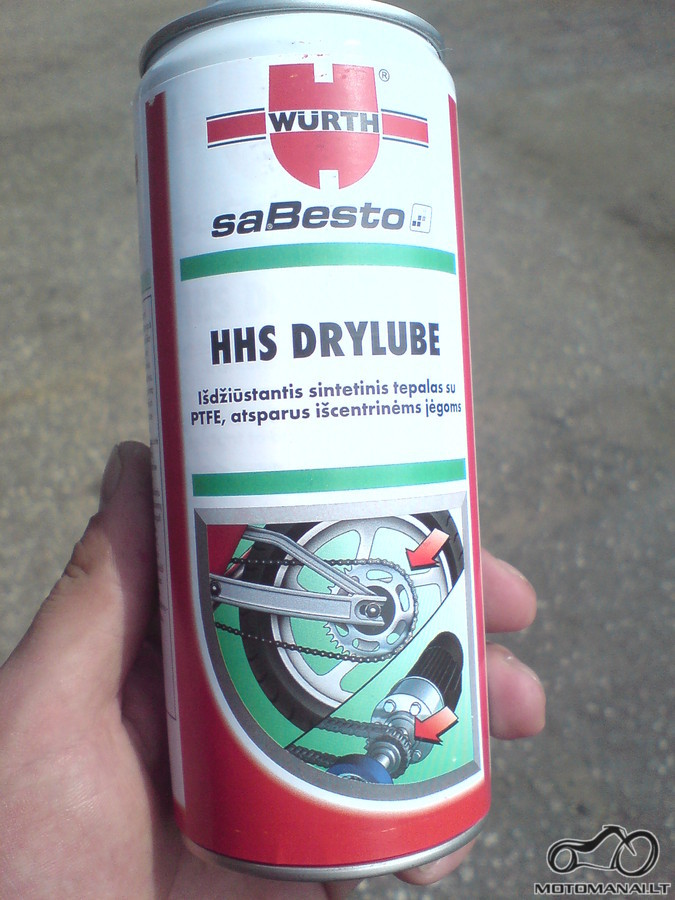 WÜRTH
®
saBesto
HHS DRYLUBE
Išdžiūstantis sintetinis tepalas su
PTFE, atsparus išcentrinėms jėgoms
MOTOMANAI.LT